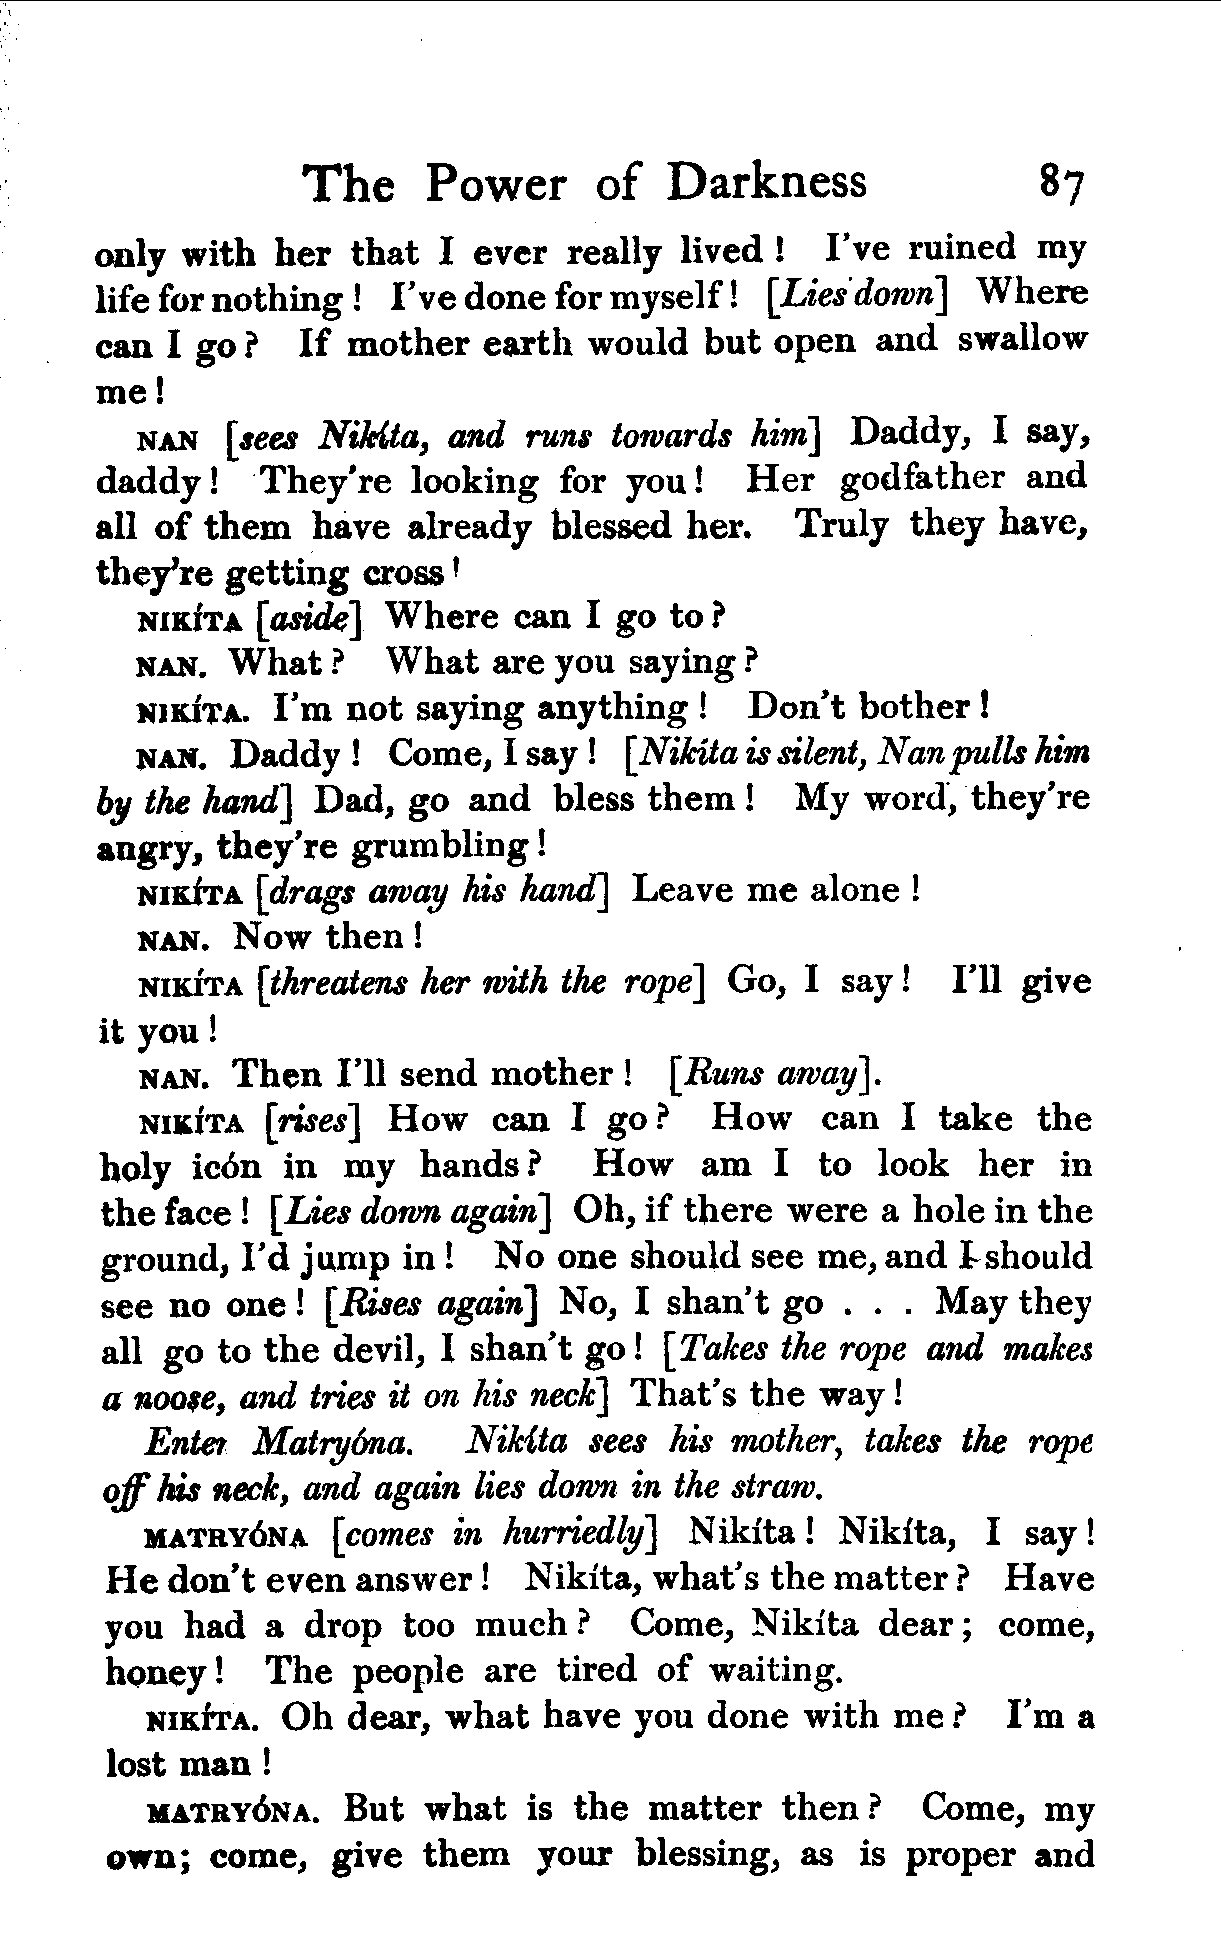 The Power of Darkness 87
only with her that I ever really lived! I've ruined my
life for nothing! I've done for myself! [Lies down] Where
can I go? If mother earth would but open and swallow
me!
NAN [sees Nikíta, and runs towards him] Daddy, I say,
daddy! They're looking for you! Her godfather and
all of them have already blessed her. Truly they have,
they're getting cross!
NIKÍTA [aside] Where can I go to?
NAN. What? What are you saying?
NIKÍTA. I'm not saying anything! Don't bother!
NAN. Daddy! Come, I say! [Nikíta is silent, Nan pulls him
by the hand] Dad, go and bless them! My word, they're
angry, they're grumbling!
NIKÍTA [drags away his hand] Leave me alone!
NAN. Now then!
NIKÍTA [threatens her with the rope] Go, I say! I'll give
it you!
NAN. Then I'll send mother! [Runs away].
NIKÍTA [rises] How can I go? How can I take the
holy icón in my hands? How am I to look her in
the face! [Lies down again] Oh, if there were a hole in the
ground, I'd jump in! No one should see me, and I should
see no one! [Rises again] No, I shan't go . . . May they
all go to the devil, I shan't go! [Takes the rope and makes
a noose, and tries it on his neck] That's the way!
Enter Matryóna. Nikíta sees his mother, takes the rope
off his neck, and again lies down in the straw.
MATRYÓNA [comes in hurriedly] Nikíta! Nikíta, I say!
He don't even answer! Nikíta, what's the matter? Have
you had a drop too much? Come, Nikíta dear; come,
honey! The people are tired of waiting.
NIKÍTA. Oh dear, what have you done with me? I'm a
lost man!
MATRYÓNA. But what is the matter then? Come, my
own; come, give them your blessing, as is proper and